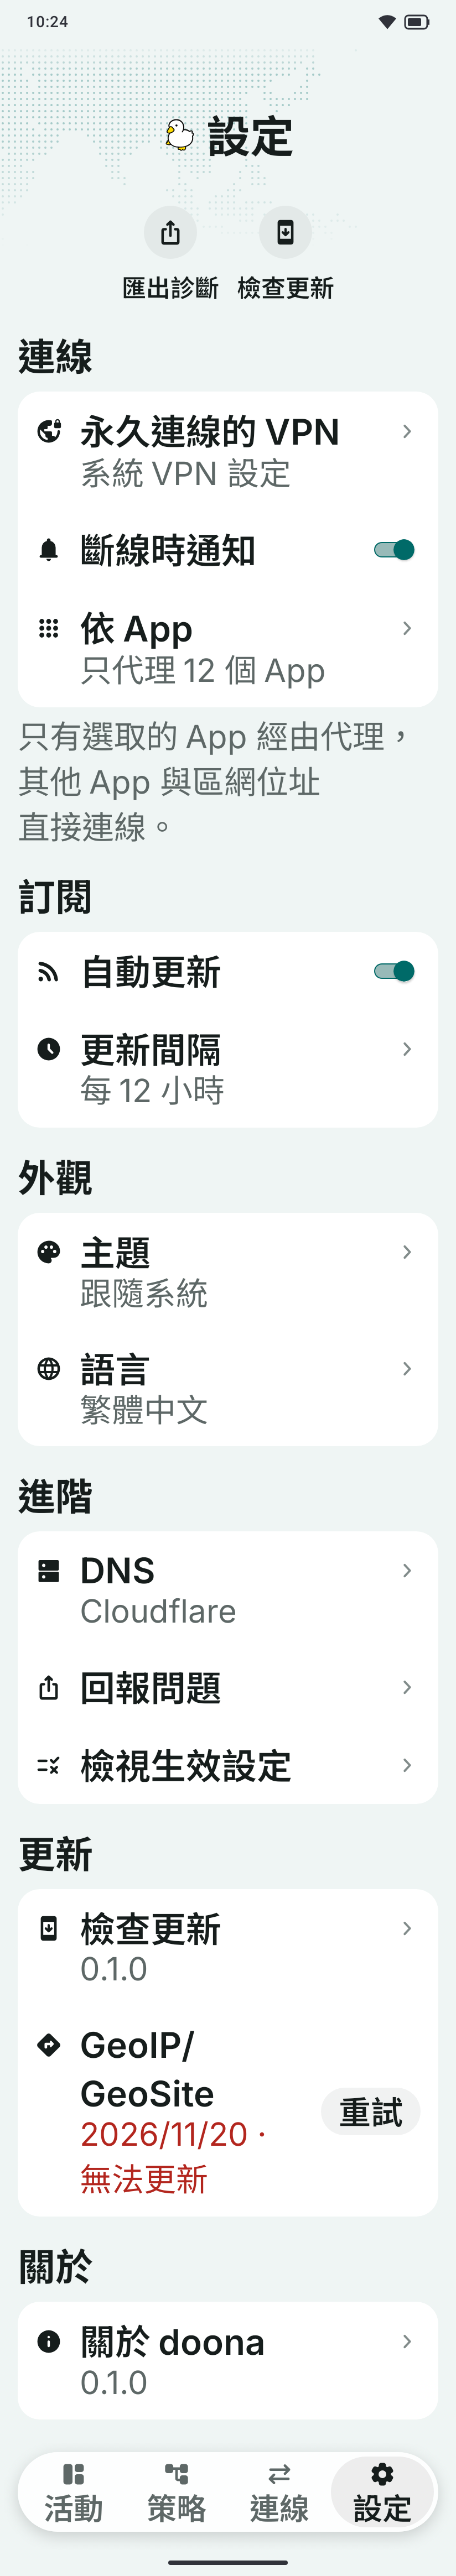 10:24
設定
匯出診斷
檢查更新
連線
永久連線的 VPN
系統 VPN 設定
斷線時通知
依 App
只代理 12 個 App
只有選取的 App 經由代理，
其他 App 與區網位址
直接連線。
訂閱
自動更新
更新間隔
每 12 小時
外觀
主題
跟隨系統
語言
繁體中文
進階
DNS
Cloudflare
回報問題
檢視生效設定
更新
檢查更新
0.1.0
GeoIP/
GeoSite
2026/11/20 ·
無法更新
重試
關於
關於 doona
0.1.0
活動
策略
連線
設定